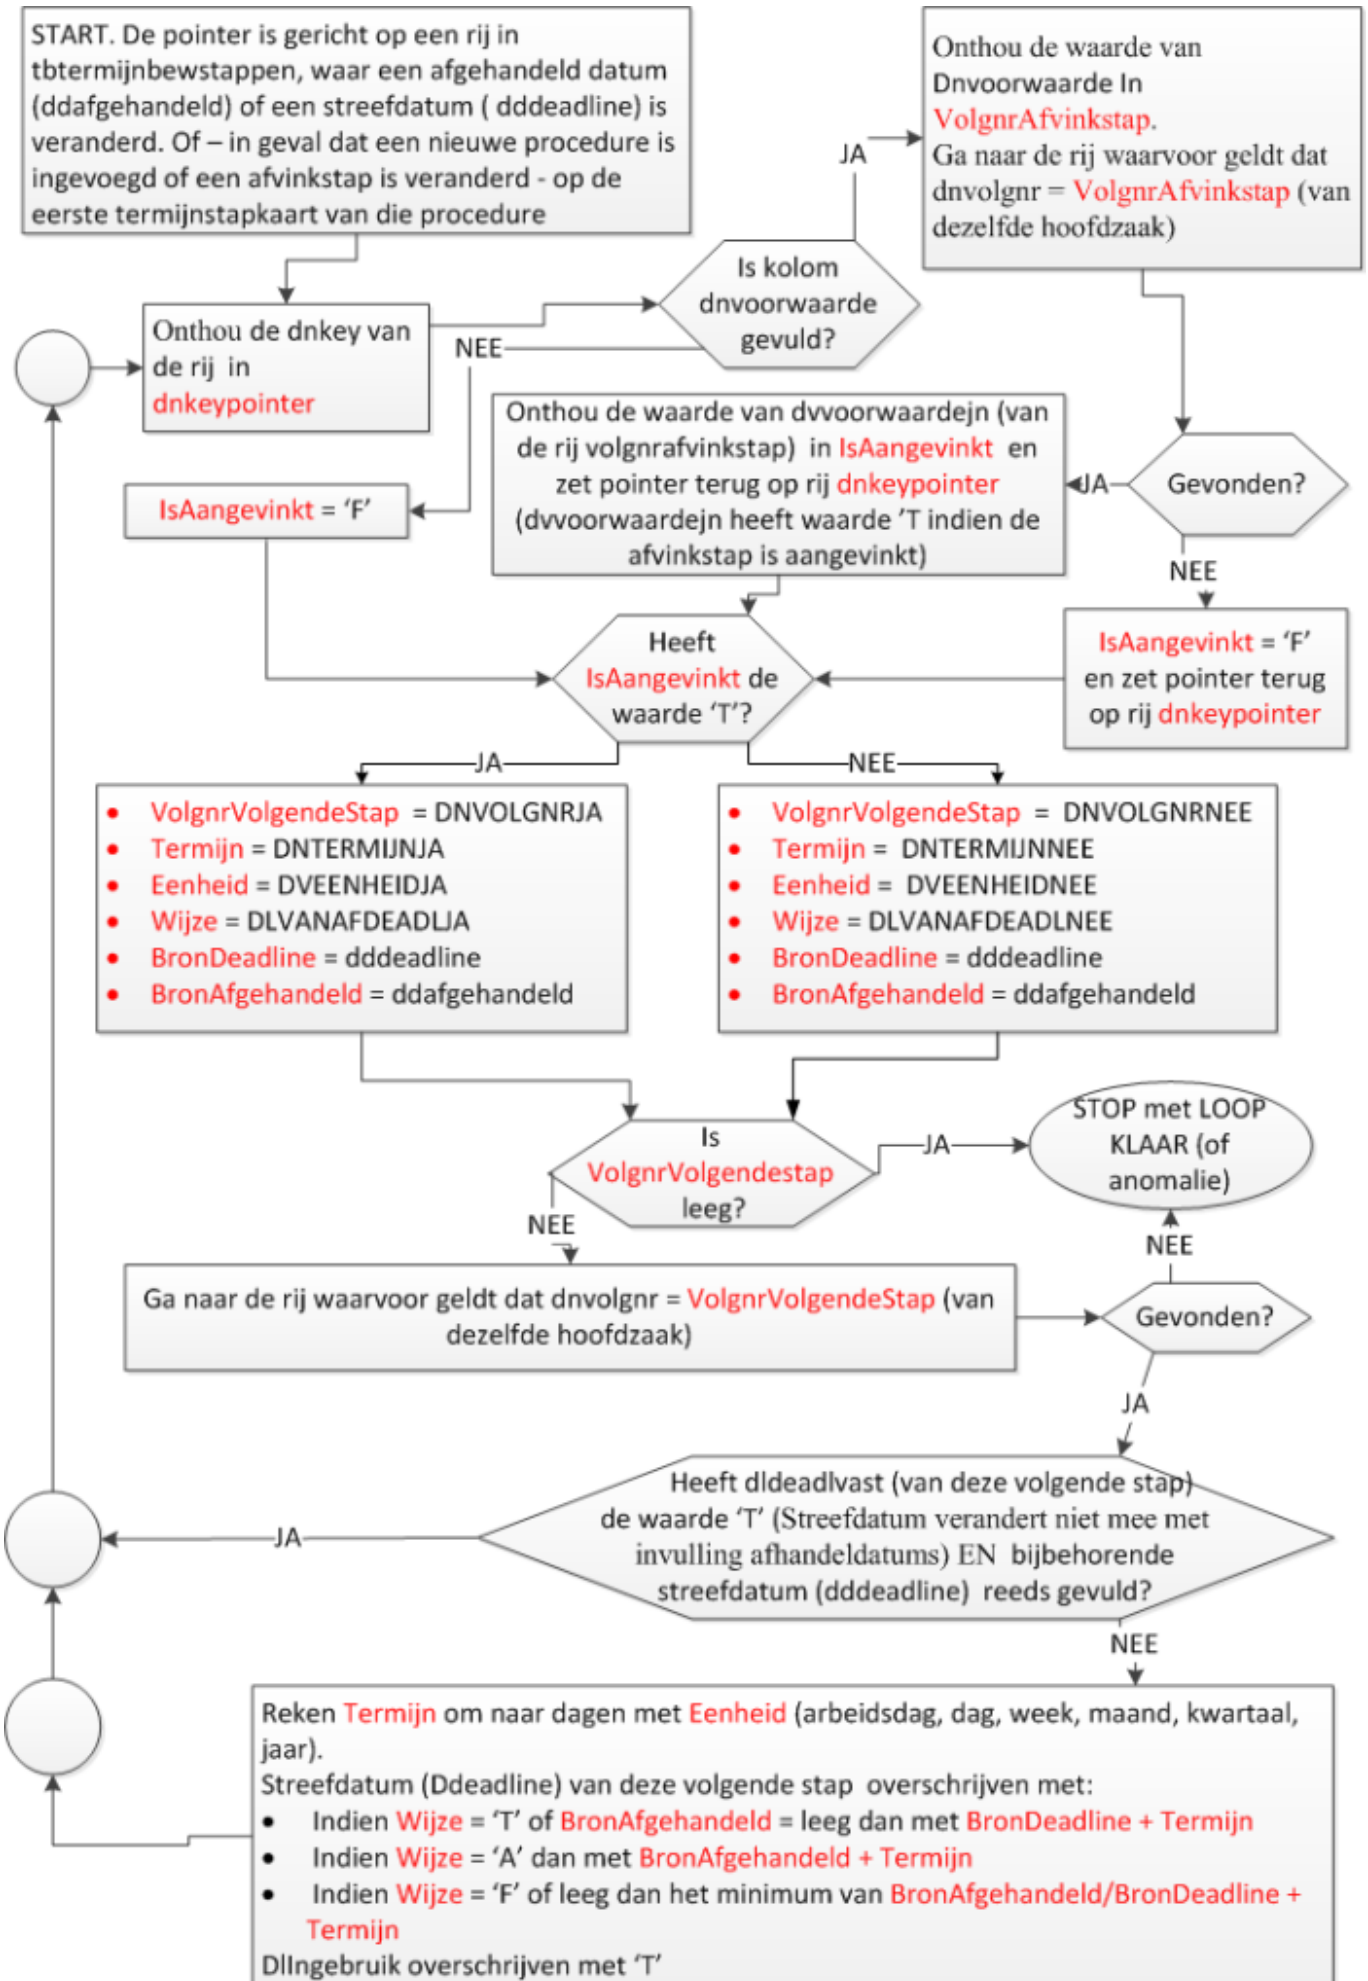 START. De pointer is gericht op een rij in
tbtermijnbewstappen, waar een afgehandeld datum
(ddafgehandeld) of een streefdatum ( dddeadline) is
veranderd. Of – in geval dat een nieuwe procedure is
ingevoegd of een afvinkstap is veranderd - op de
eerste termijnstapkaart van die procedure
Onthou de waarde van
Dnvoorwaarde In
VolgnrAfvinkstap.
Ga naar de rij waarvoor geldt dat
dnvolgnr = VolgnrAfvinkstap (van
dezelfde hoofdzaak)
JA
Is kolom
dnvoorwaarde
gevuld?
Onthou de dnkey van
de rij in
dnkeypointer
NEE
Onthou de waarde van dvvoorwaardejn (van
de rij volgnrafvinkstap) in IsAangevinkt en
zet pointer terug op rij dnkeypointer
(dvvoorwaardejn heeft waarde 'T indien de
afvinkstap is aangevinkt)
JA
Gevonden?
IsAangevinkt = ‘F’
NEE
IsAangevinkt = ‘F’
en zet pointer terug
op rij dnkeypointer
Heeft
IsAangevinkt de
waarde ‘T’?
JA
NEE
• VolgnrVolgendeStap = DNVOLGNRJA
• Termijn = DNTERMIJNJA
• Eenheid = DVEENHEIDJA
• Wijze = DLVANAFDEADLJA
• BronDeadline = dddeadline
• BronAfgehandeld = ddafgehandeld
• VolgnrVolgendeStap = DNVOLGNRNEE
• Termijn = DNTERMIJNNEE
• Eenheid = DVEENHEIDNEE
• Wijze = DLVANAFDEADLNEE
• BronDeadline = dddeadline
• BronAfgehandeld = ddafgehandeld
Is
VolgnrVolgendestap
leeg?
JA
STOP met LOOP
KLAAR (of
anomalie)
NEE
NEE
Ga naar de rij waarvoor geldt dat dnvolgnr = VolgnrVolgendeStap (van
dezelfde hoofdzaak)
Gevonden?
JA
Heeft dldeadlvast (van deze volgende stap)
de waarde ‘T’ (Streefdatum verandert niet mee met
invulling afhandeldatums) EN bijbehorende
streefdatum (dddeadline) reeds gevuld?
JA
NEE
Reken Termijn om naar dagen met Eenheid (arbeidsdag, dag, week, maand, kwartaal,
jaar).
Streefdatum (Ddeadline) van deze volgende stap overschrijven met:
• Indien Wijze = ‘T’ of BronAfgehandeld = leeg dan met BronDeadline + Termijn
• Indien Wijze = ‘A’ dan met BronAfgehandeld + Termijn
• Indien Wijze = ‘F’ of leeg dan het minimum van BronAfgehandeld/BronDeadline +
Termijn
DlIngebruik overschrijven met ‘T’